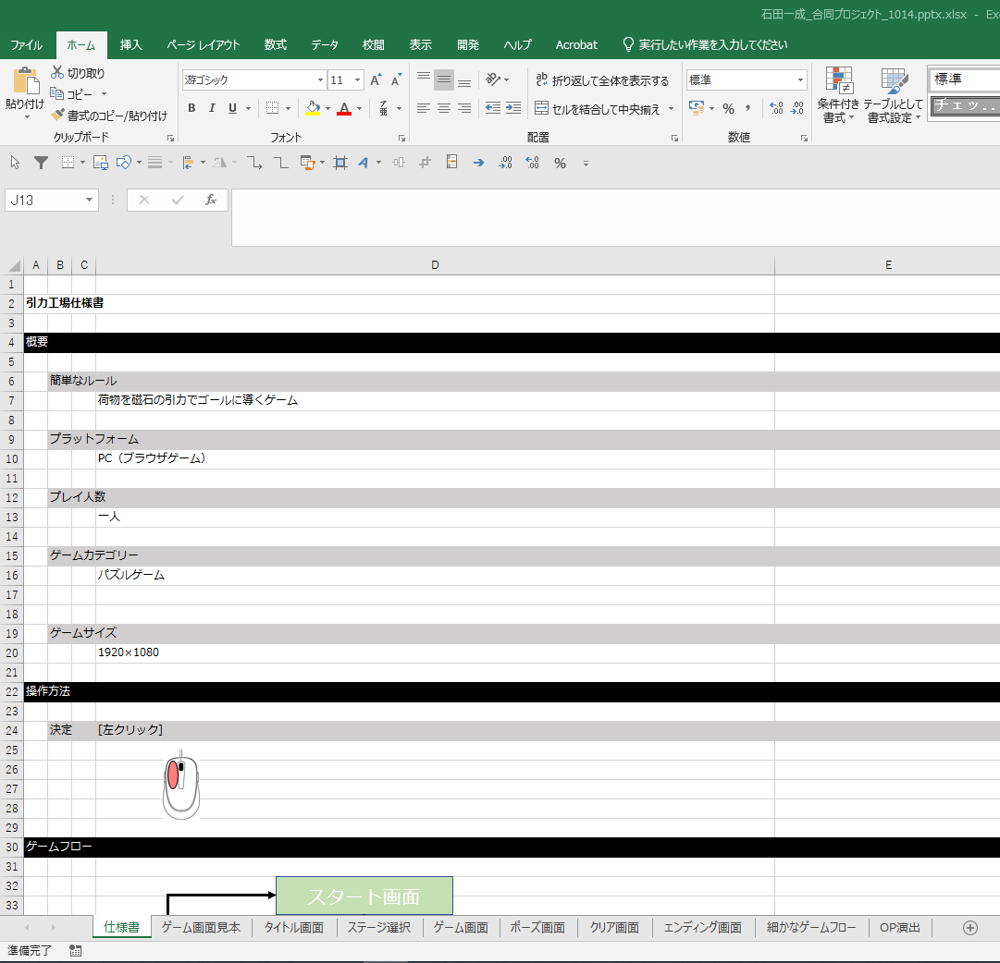 石田一成_合同プロジェクト_1014.pptx.xlsx - Exc
ファイル ホーム 挿入 ページ レイアウト 数式 データ 校閲 表示 開発 ヘルプ Acrobat 実行したい作業を入力してください
切り取り
コピー
書式のコピー/貼り付け
貼り付け
クリップボード
游ゴシック 11
B I U
フォント
折り返して全体を表示する
セルを結合して中央揃え
配置
標準
数値
条件付き書式
テーブルとして書式設定
標準
チェッ...
J13
fx
A B C D E
1
2 引力工場仕様書
3
4 概要
5
6 簡単なルール
7 荷物を磁石の引力でゴールに導くゲーム
8
9 プラットフォーム
10 PC（ブラウザゲーム）
11
12 プレイ人数
13 一人
14
15 ゲームカテゴリー
16 パズルゲーム
17
18
19 ゲームサイズ
20 1920×1080
21
22 操作方法
23
24 決定 [左クリック]
25
26
27
28
29
30 ゲームフロー
31
32
33
スタート画面
仕様書 ゲーム画面見本 タイトル画面 ステージ選択 ゲーム画面 ポーズ画面 クリア画面 エンディング画面 細かなゲームフロー OP演出
準備完了